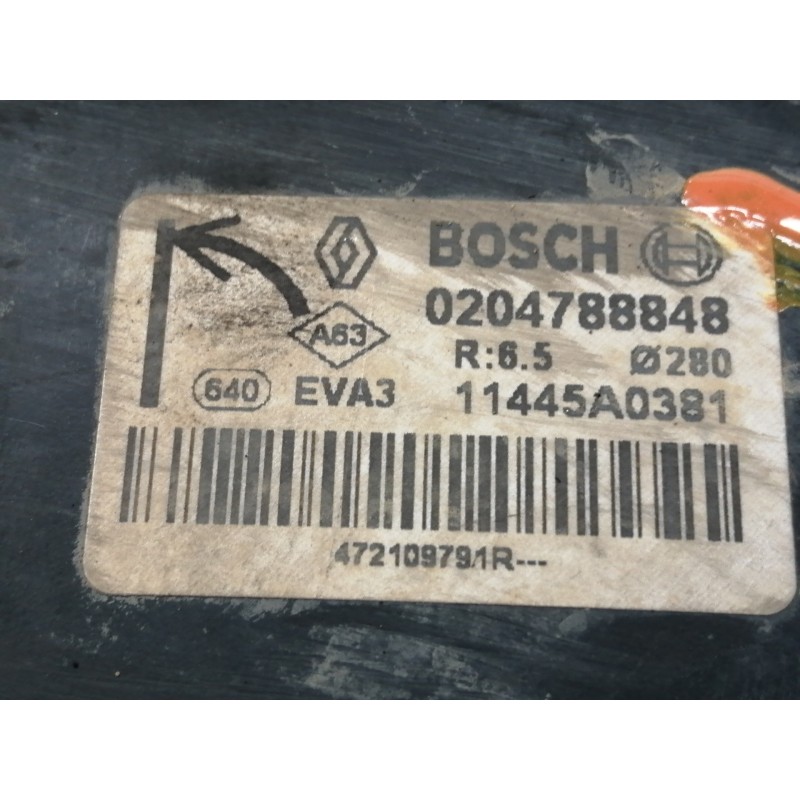 BOSCH
0204788848
A63
R:6.5 Ø280
640 EVA3 11445A0381
472109791R---